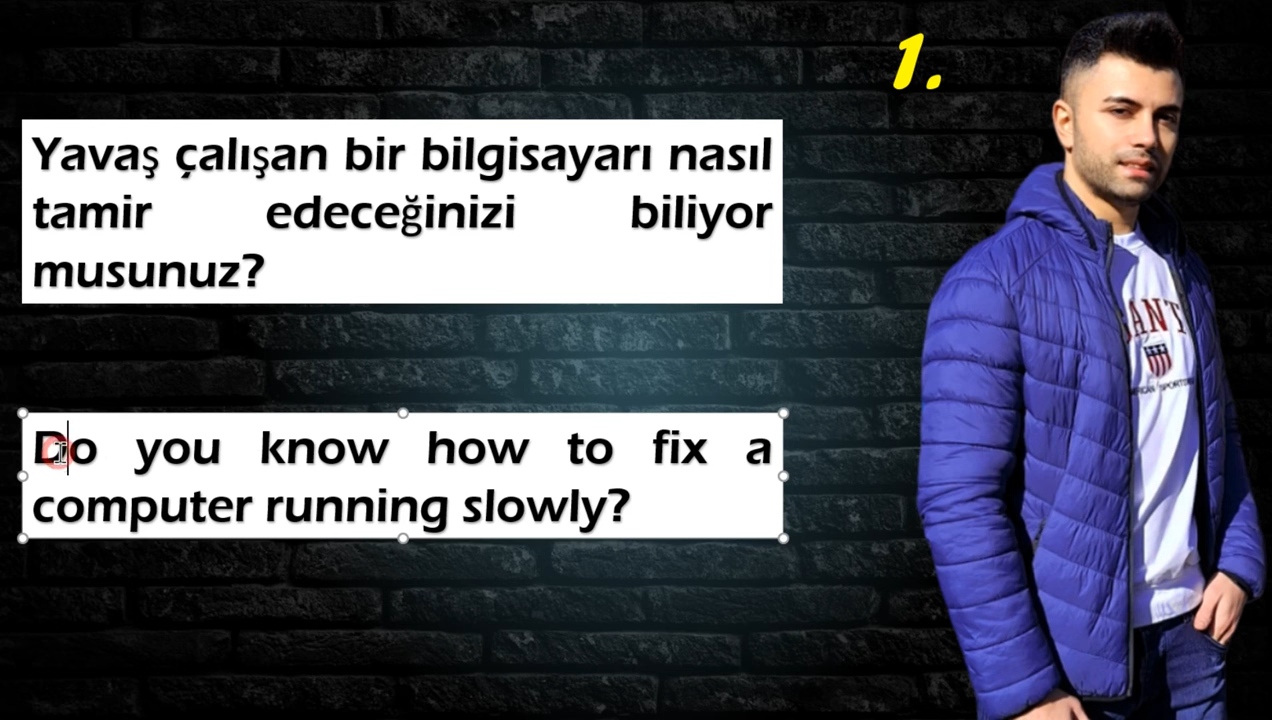 1.
Yavaş çalışan bir bilgisayarı nasıl
tamir edeceğinizi biliyor
musunuz?
Do you know how to fix a
computer running slowly?